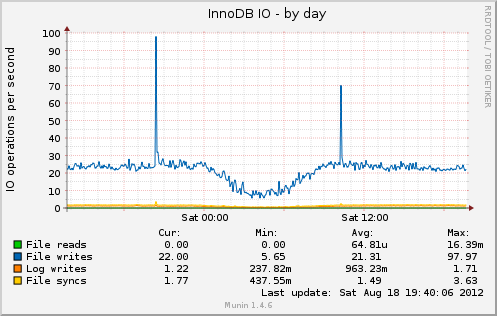 InnoDB IO - by day
RRDTOOL / TOBI OETIKER
IO operations per second
100
90
80
70
60
50
40
30
20
10
0
Sat 00:00 Sat 12:00
Cur: Min: Avg: Max:
File reads 0.00 0.00 64.81u 16.39m
File writes 22.00 5.65 21.31 97.97
Log writes 1.22 237.82m 963.23m 1.71
File syncs 1.77 437.55m 1.49 3.63
Last update: Sat Aug 18 19:40:06 2012
Munin 1.4.6